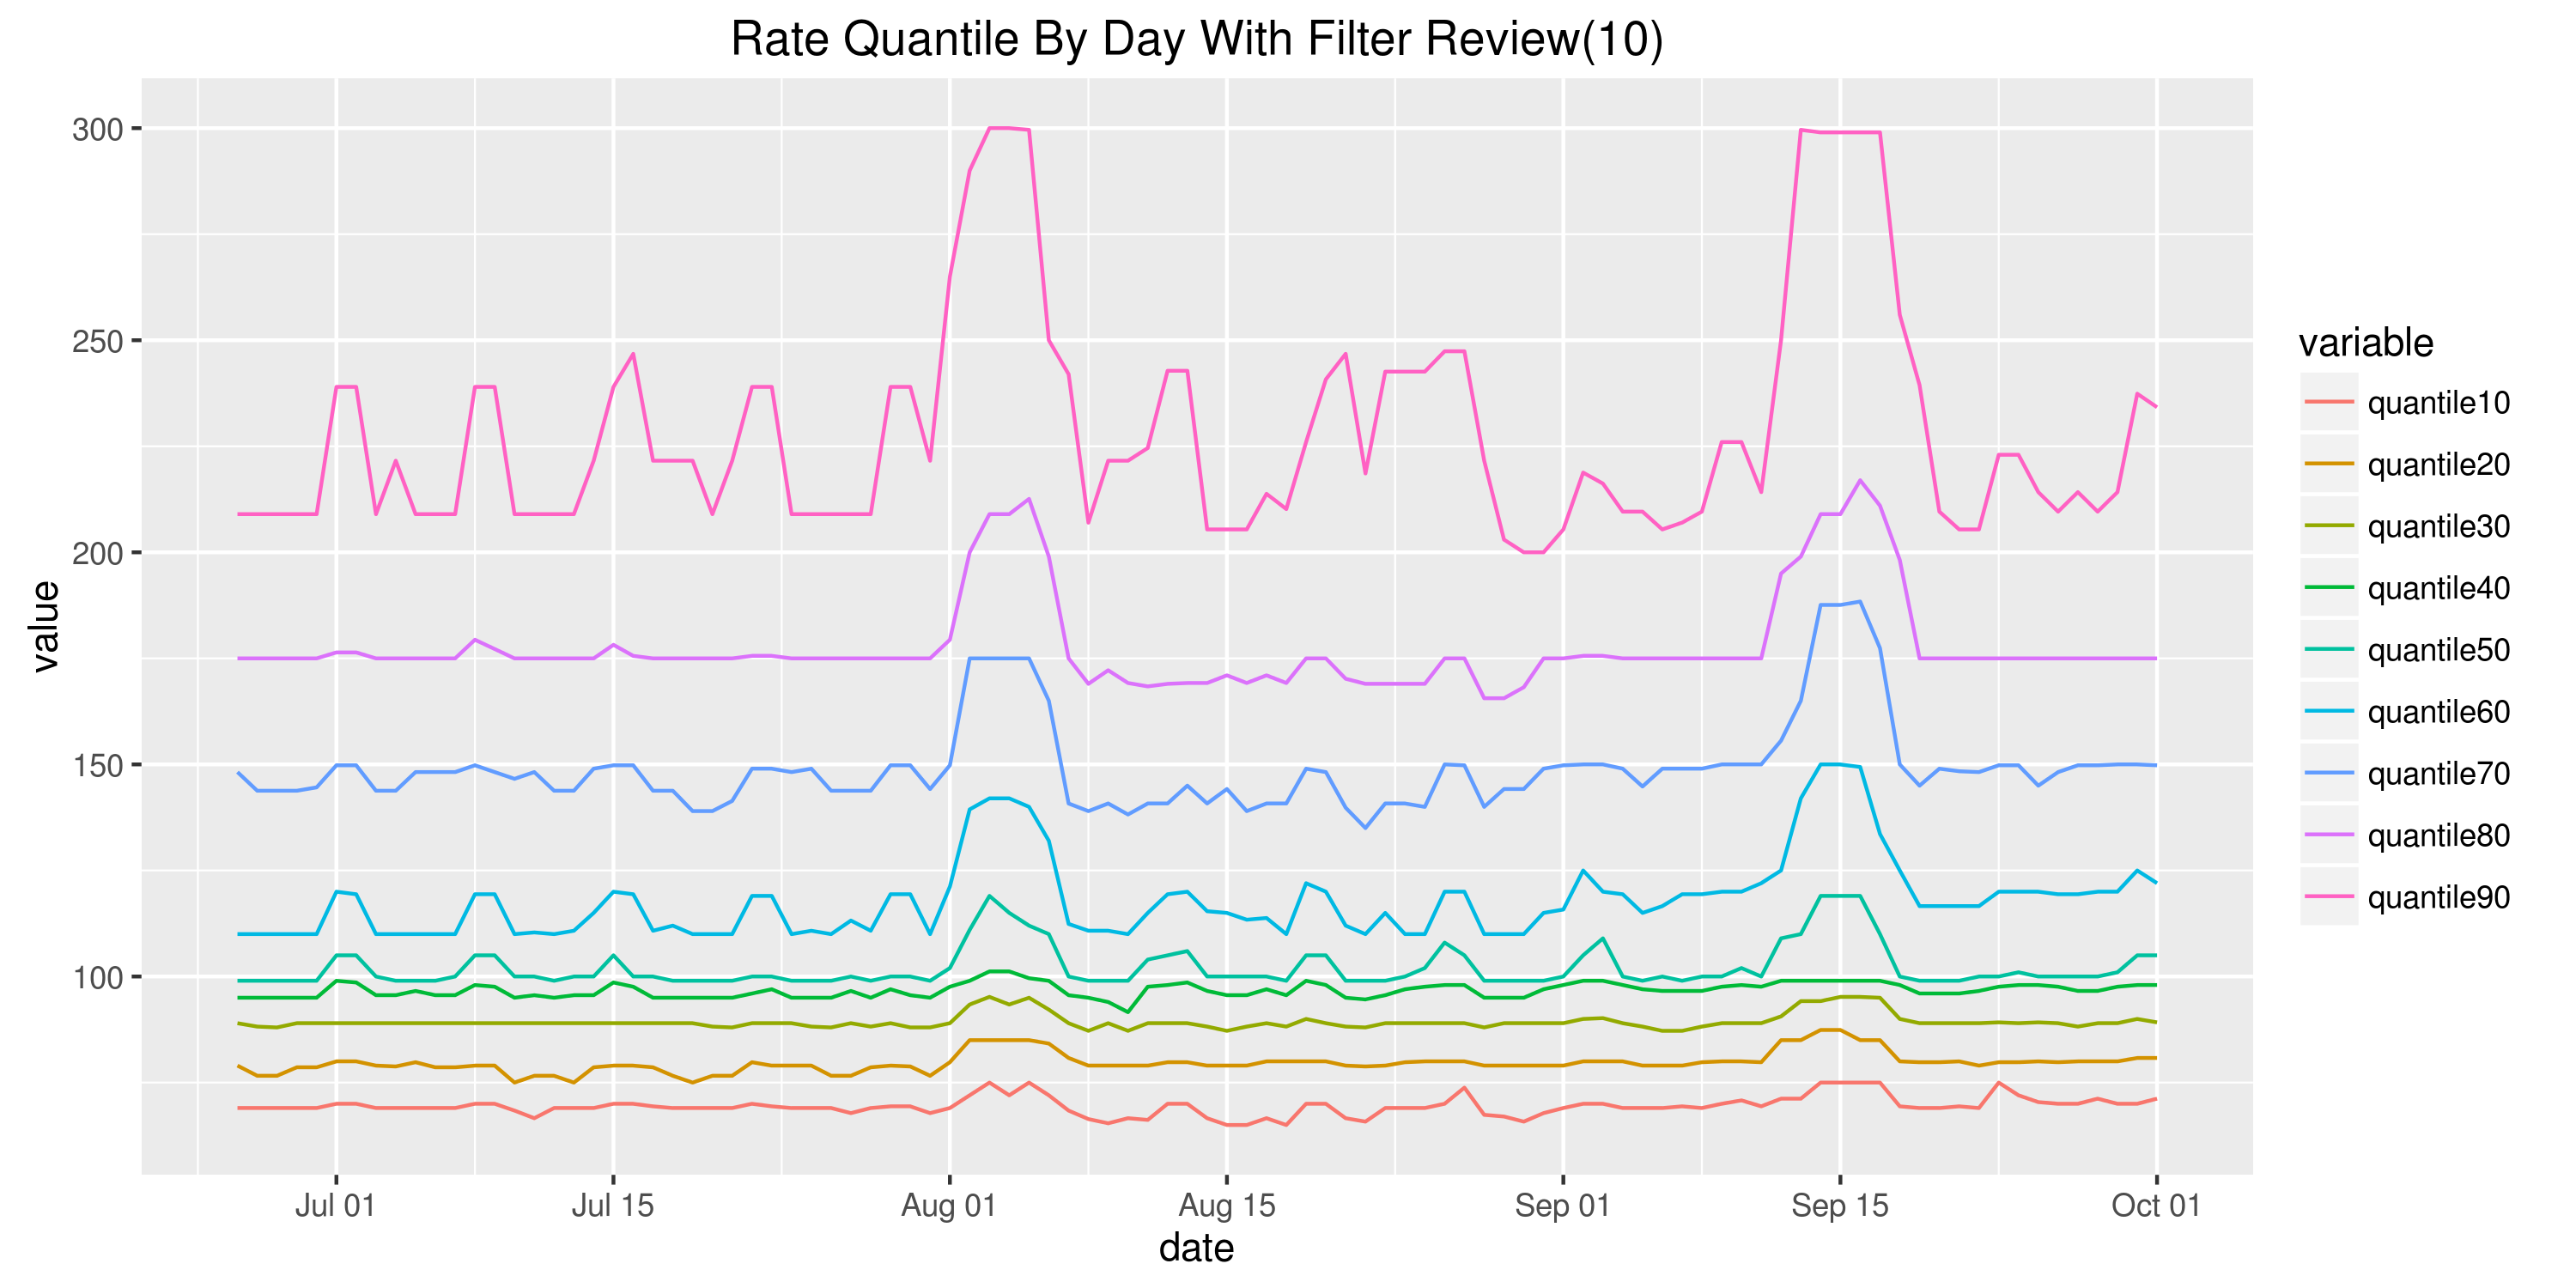 Rate Quantile By Day With Filter Review(10)
300
250
200
150
100
value
Jul 01
Jul 15
Aug 01
Aug 15
Sep 01
Sep 15
Oct 01
date
variable
quantile10
quantile20
quantile30
quantile40
quantile50
quantile60
quantile70
quantile80
quantile90